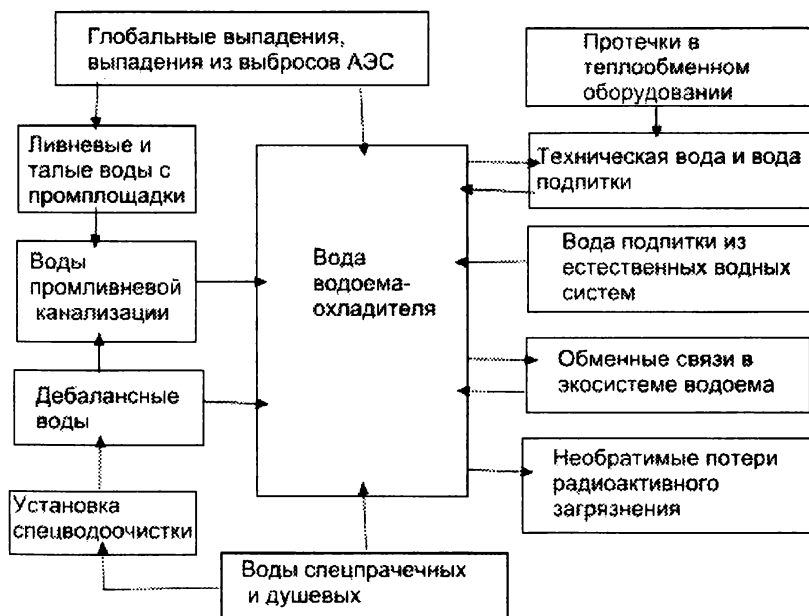 Глобальные выпадения,
выпадения из выбросов АЭС
Протечки в
теплообменном
оборудовании
Ливневые и
талые воды с
промплощадки
Техническая вода и вода
подпитки
Воды
промливневой
канализации
Вода
водоема-
охладителя
Вода подпитки из
естественных водных
систем
Дебалансные
воды
Обменные связи в
экосистеме водоема
Необратимые потери
радиоактивного
загрязнения
Установка
спецводоочистки
Воды спецпрачечных
и душевых